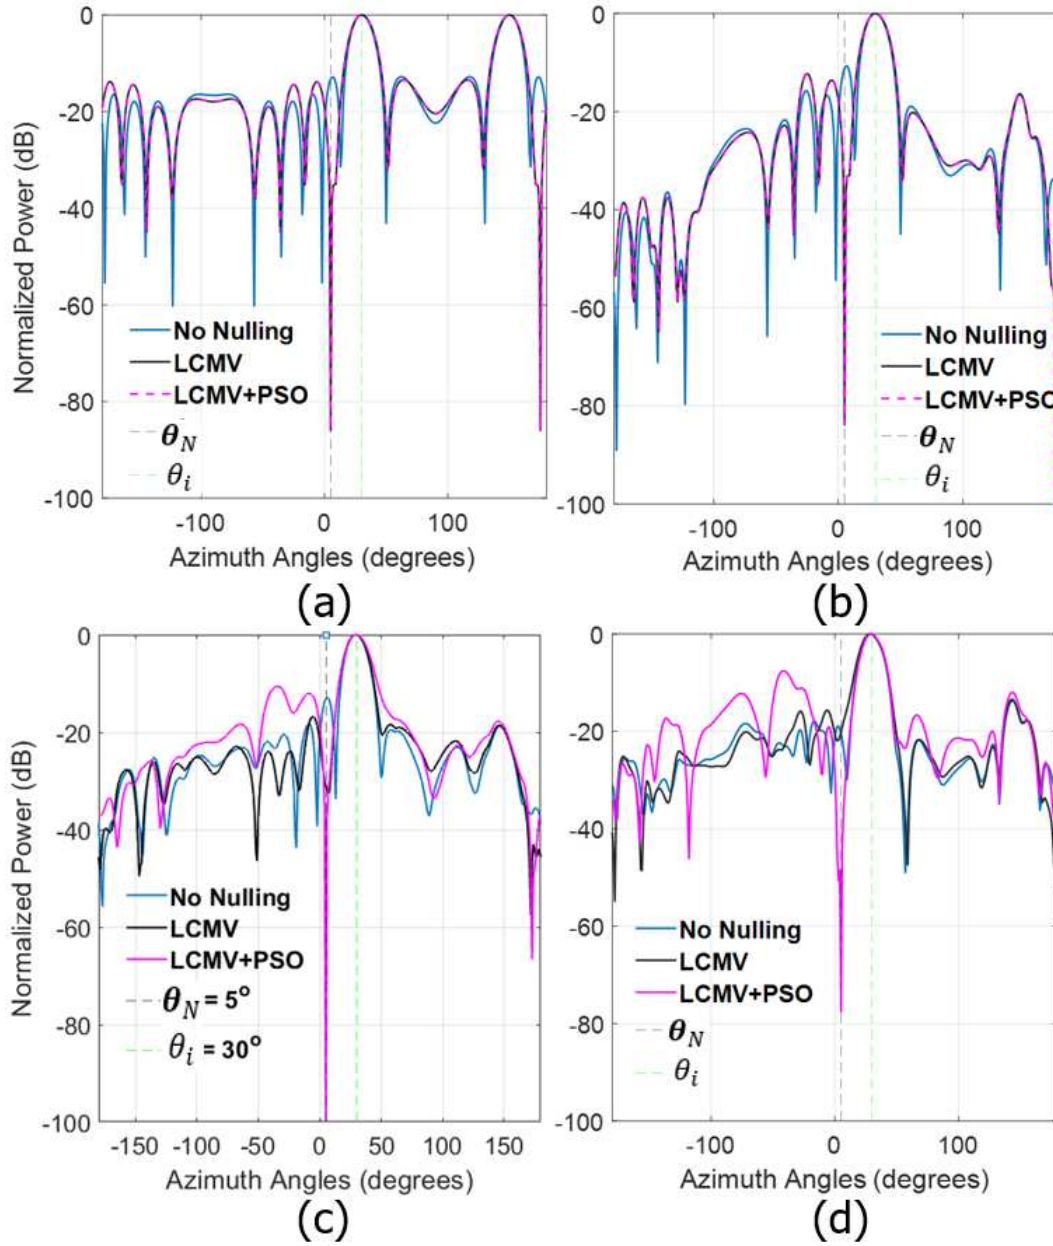 0
-20
-40
-60
-80
-100
Normalized Power (dB)
No Nulling
LCMV
LCMV+PSO
θN
θi
-100 0 100
Azimuth Angles (degrees)
(a)
0
-20
-40
-60
-80
-100
No Nulling
LCMV
LCMV+PSO
θN
θi
-100 0 100
Azimuth Angles (degrees)
(b)
0
-20
-40
-60
-80
-100
Normalized Power (dB)
No Nulling
LCMV
LCMV+PSO
θN = 5°
θi = 30°
-150 -100 -50 0 50 100 150
Azimuth Angles (degrees)
(c)
0
-20
-40
-60
-80
-100
No Nulling
LCMV
LCMV+PSO
θN
θi
-100 0 100
Azimuth Angles (degrees)
(d)